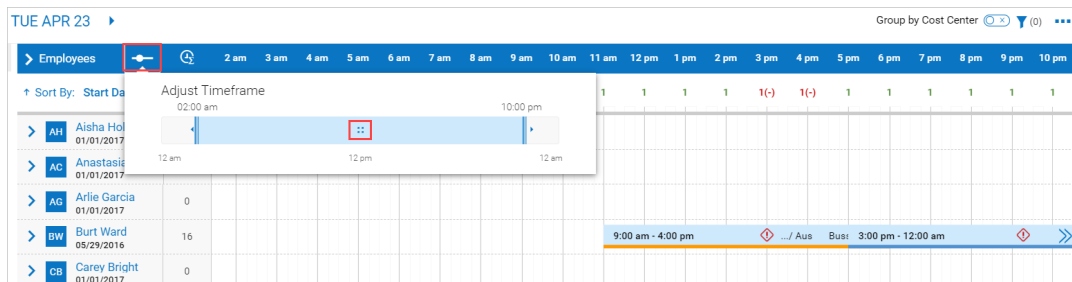 TUE APR 23
Group by Cost Center (0)
Employees 2 am 3 am 4 am 5 am 6 am 7 am 8 am 9 am 10 am 11 am 12 pm 1 pm 2 pm 3 pm 4 pm 5 pm 6 pm 7 pm 8 pm 9 pm 10 pm
Sort By: Start Da 1 1 1 1 1(-) 1(-) 1 1 1 1 1 1
Adjust Timeframe
02:00 am 10:00 pm
12 am 12 pm 12 am
AH Aisha Hol
01/01/2017
AC Anastasia
01/01/2017
AG Arlie Garcia 0
01/01/2017
BW Burt Ward 16 9:00 am - 4:00 pm .../ Aus Buss 3:00 pm - 12:00 am
05/29/2016
CB Carey Bright 0
01/01/2017